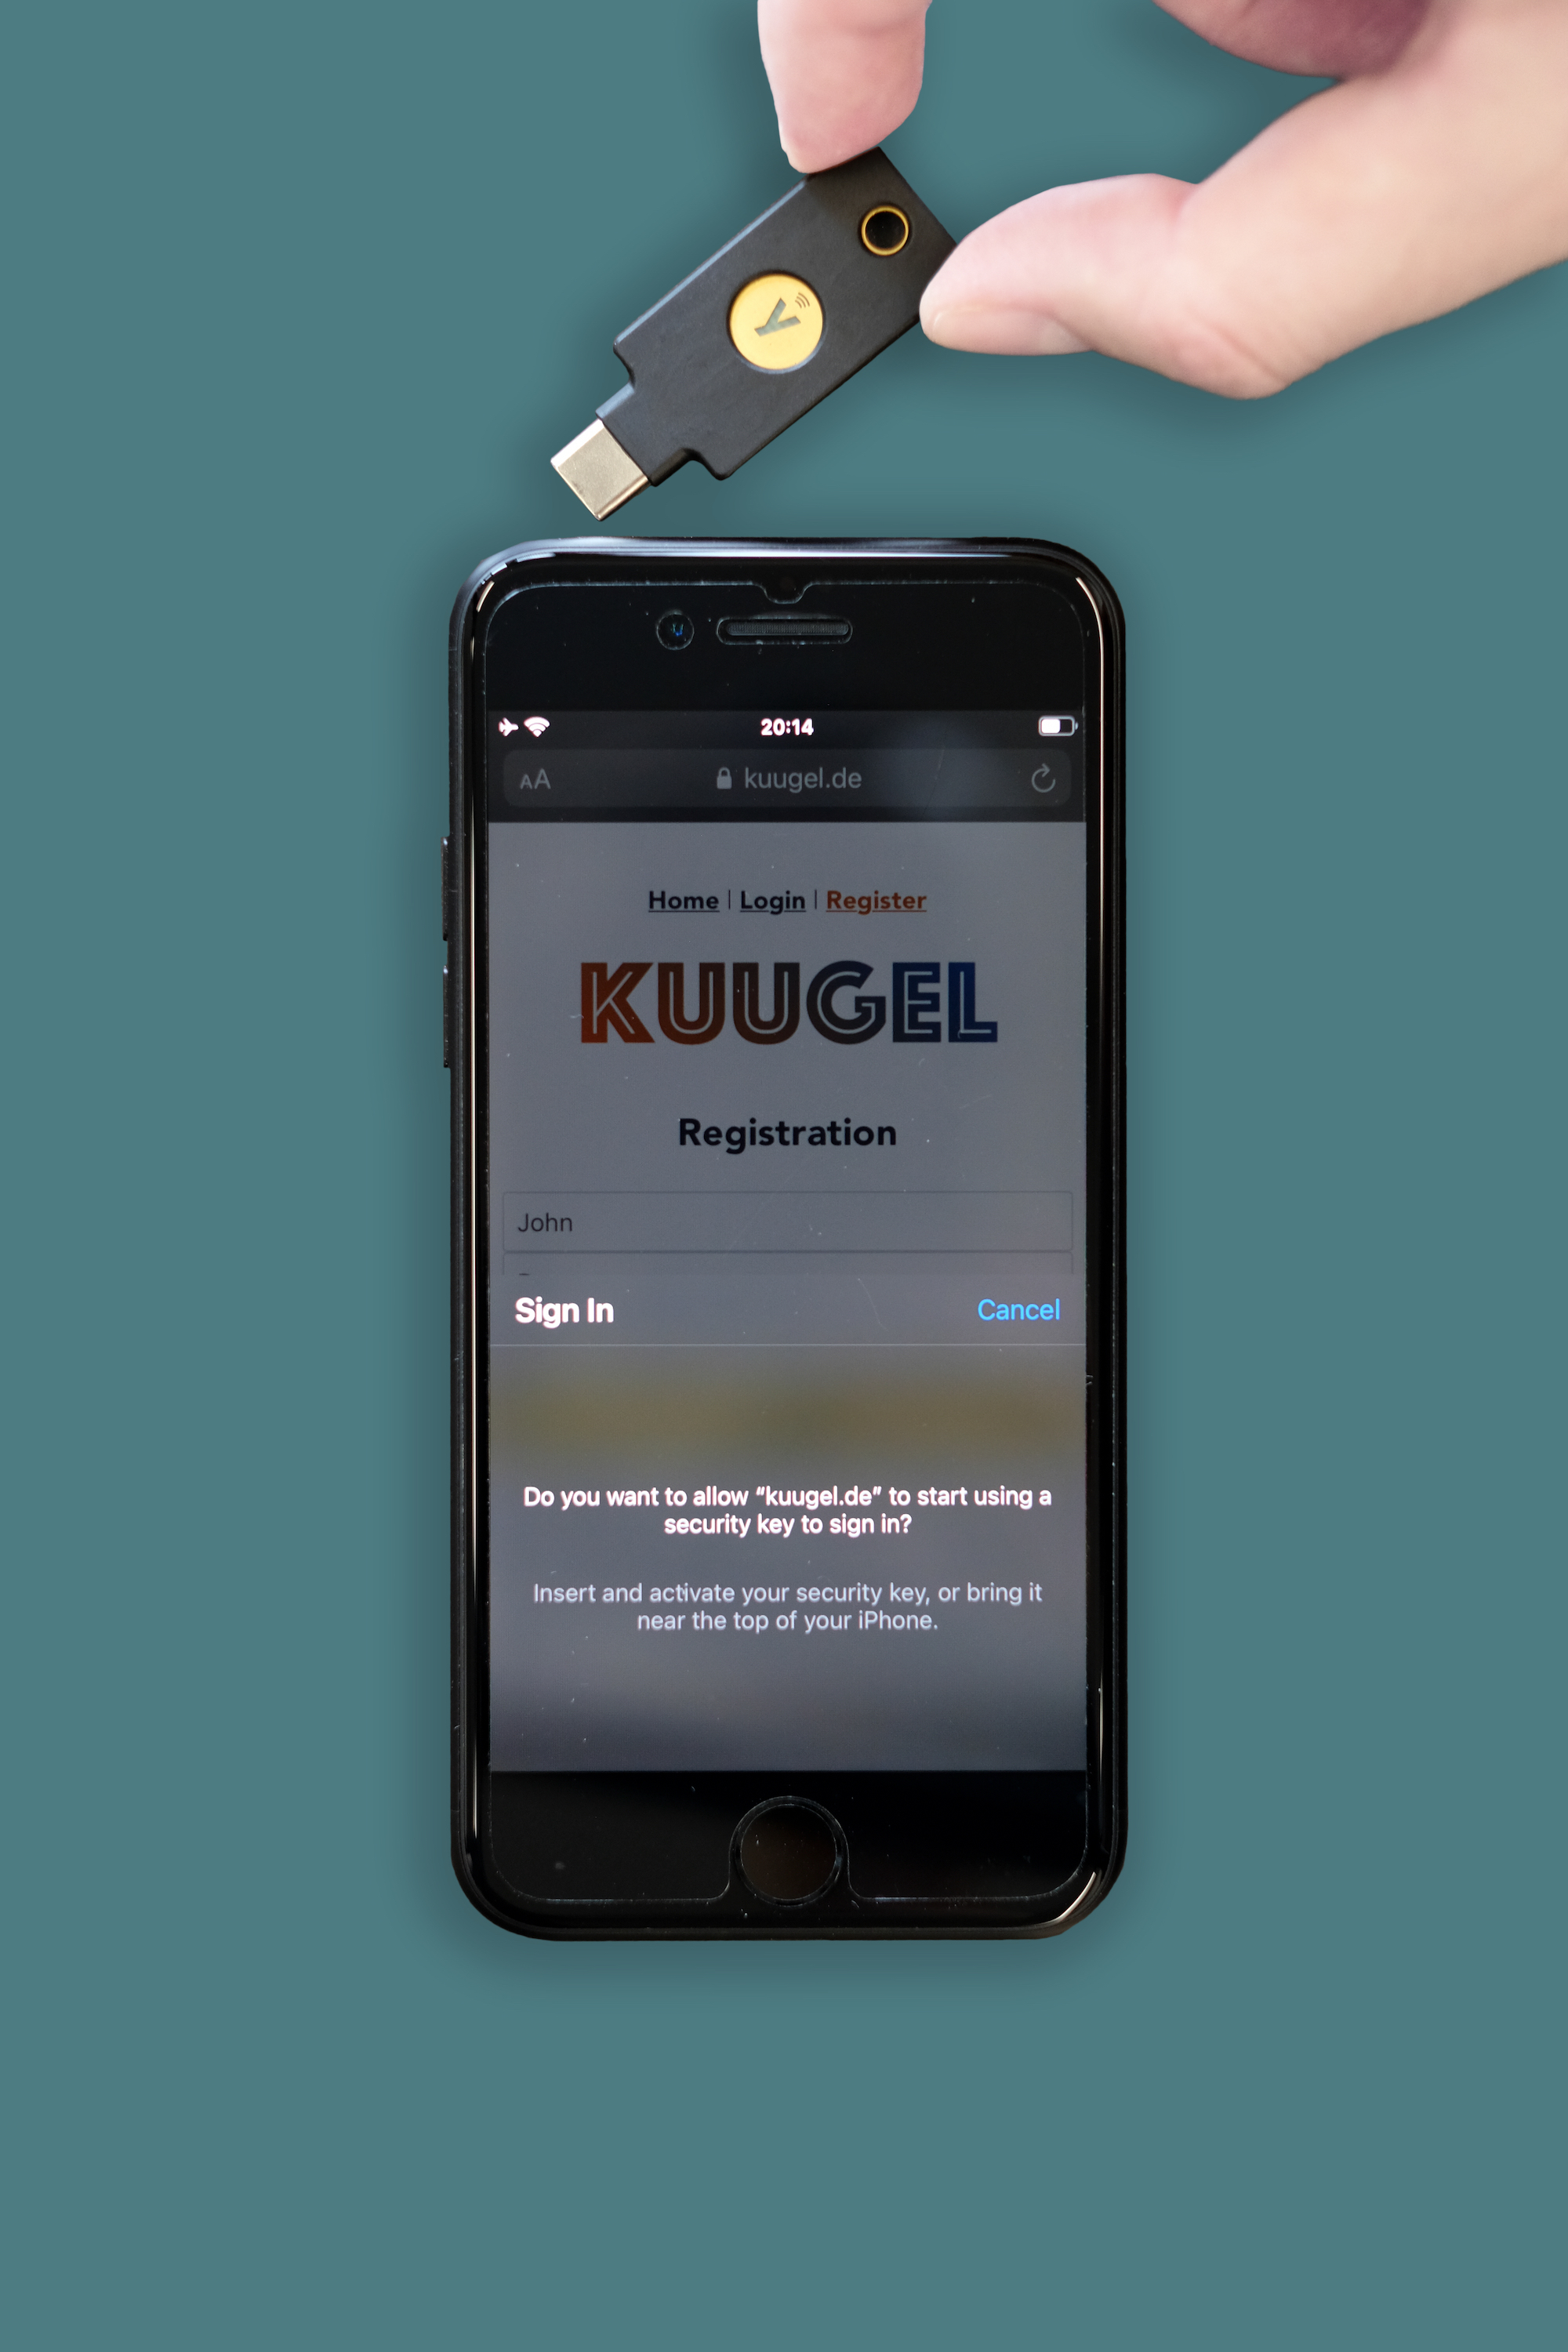 Y
20:14
AA kuugel.de
Home | Login | Register
KUUGEL
Registration
John
Sign In Cancel
Do you want to allow “kuugel.de” to start using a
security key to sign in?
Insert and activate your security key, or bring it
near the top of your iPhone.